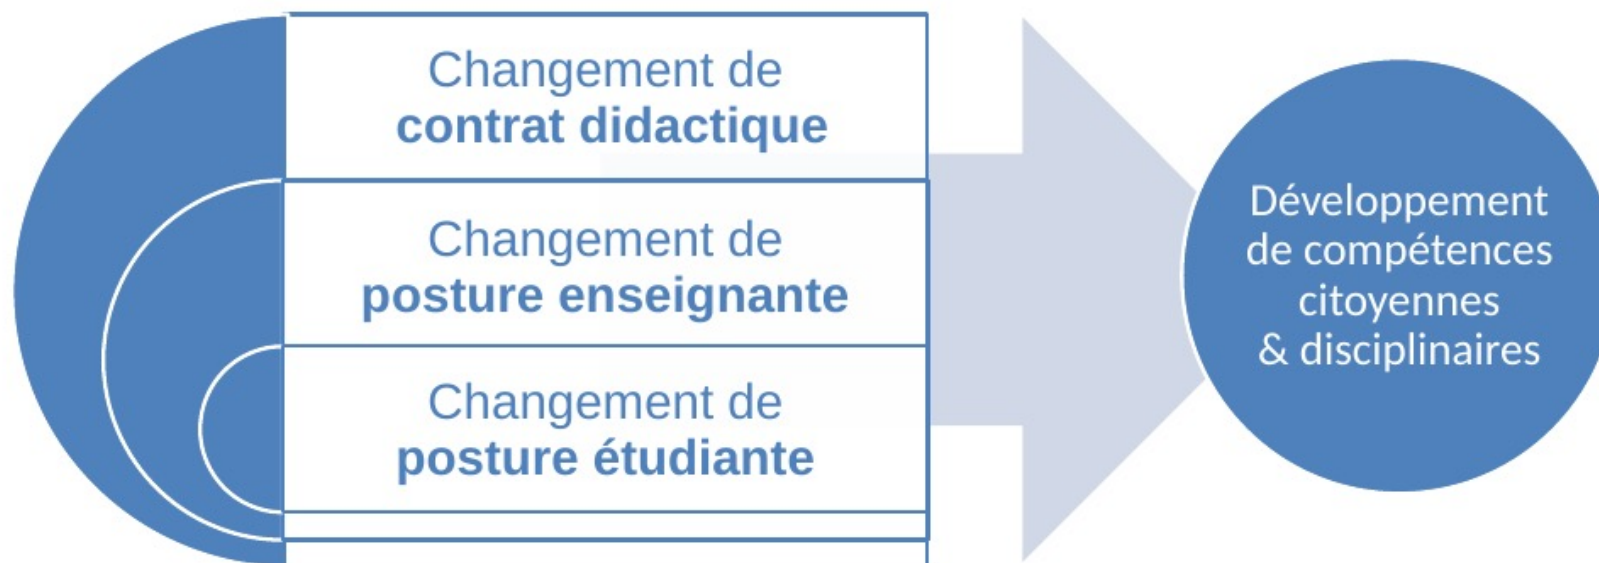 Changement de
contrat didactique
Changement de
posture enseignante
Changement de
posture étudiante
Développement
de compétences
citoyennes
& disciplinaires